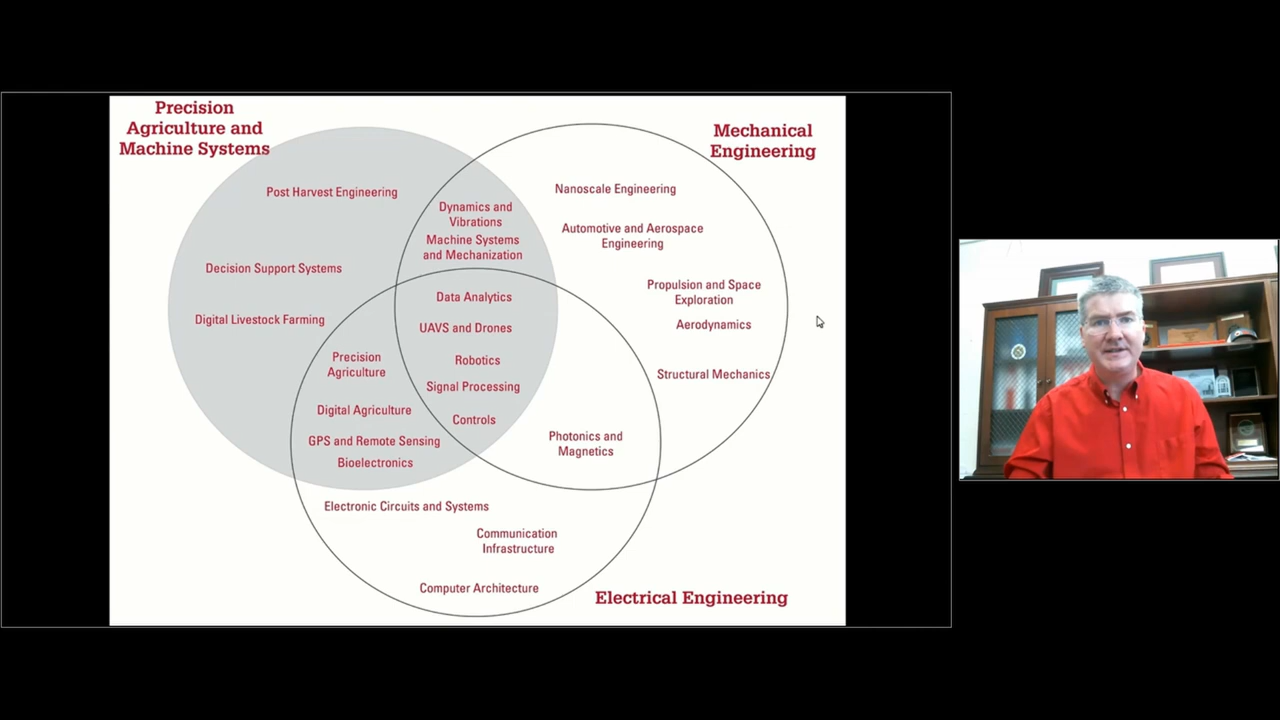 Precision
Agriculture and
Machine Systems
Mechanical
Engineering
Post Harvest Engineering
Decision Support Systems
Digital Livestock Farming
Dynamics and
Vibrations
Machine Systems
and Mechanization
Nanoscale Engineering
Automotive and Aerospace
Engineering
Propulsion and Space
Exploration
Aerodynamics
Structural Mechanics
Data Analytics
UAVS and Drones
Robotics
Signal Processing
Controls
Precision
Agriculture
Digital Agriculture
GPS and Remote Sensing
Bioelectronics
Photonics and
Magnetics
Electronic Circuits and Systems
Communication
Infrastructure
Computer Architecture
Electrical Engineering